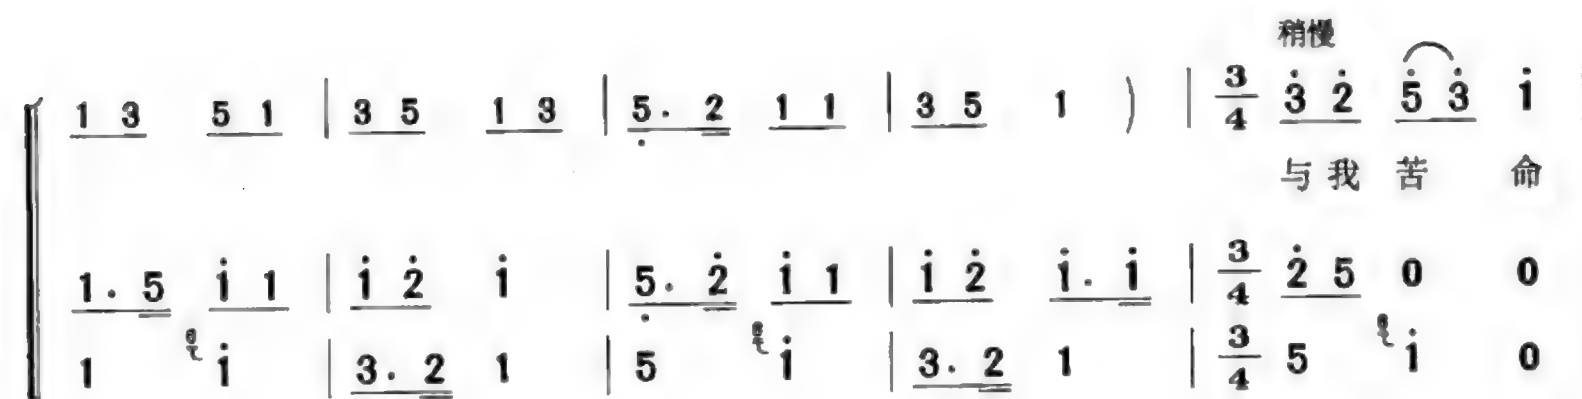 稍慢
1 3 5 1 | 3 5 1 3 | 5. 2 1 1 | 3 5 1 ) | 3/4 3̇ 2̇ 5̇ 3̇ 1̇
与我苦 命
1. 5 1̇ 1 | 1̇ 2̇ 1̇ | 5. 2̇ 1̇ 1 | 1̇ 2̇ 1̇. 1̇ | 3/4 2̇ 5 0 0
1 1̇ | 3. 2 1 | 5 1̇ | 3. 2 1 | 3/4 5 1̇ 0